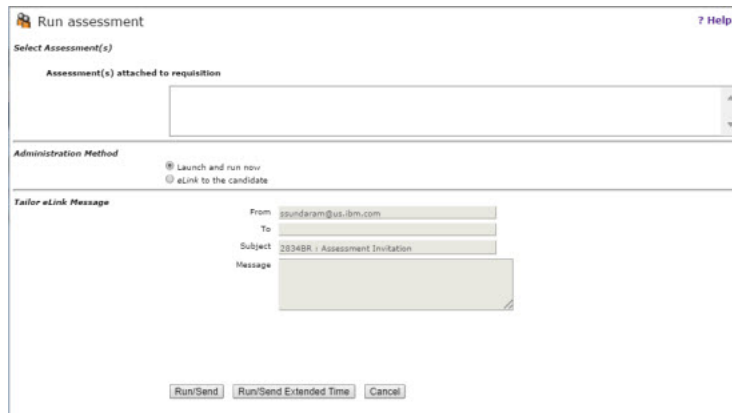 Run assessment
? Help
Select Assessment(s)
Assessment(s) attached to requisition
Administration Method
Launch and run now
eLink to the candidate
Tailor eLink Message
From ssundaram@us.ibm.com
To
Subject 2834BR : Assessment Invitation
Message
Run/Send Run/Send Extended Time Cancel